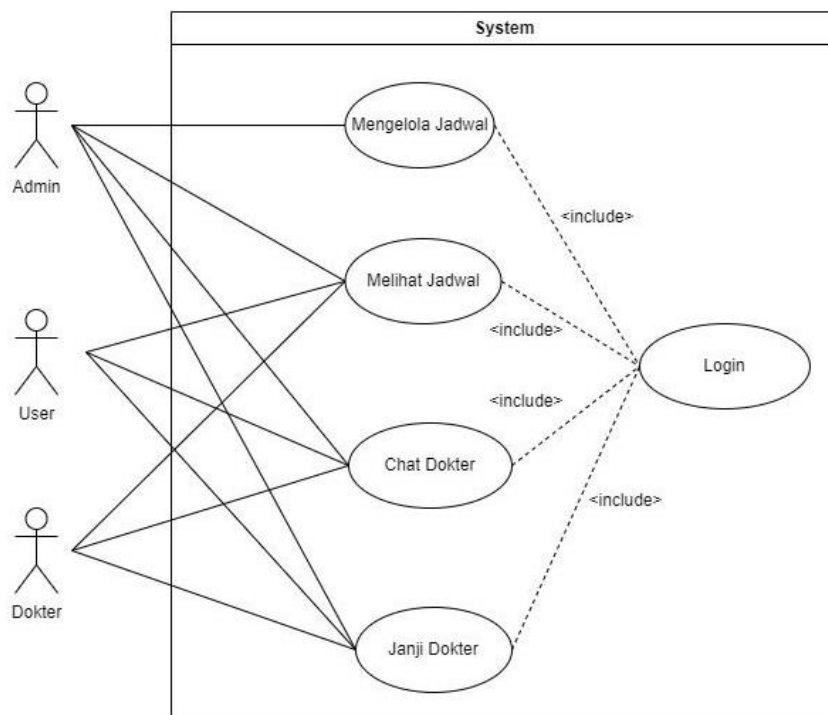 System
Mengelola Jadwal
Admin
<include>
Melihat Jadwal
<include>
User
Login
<include>
Chat Dokter
<include>
Dokter
Janji Dokter